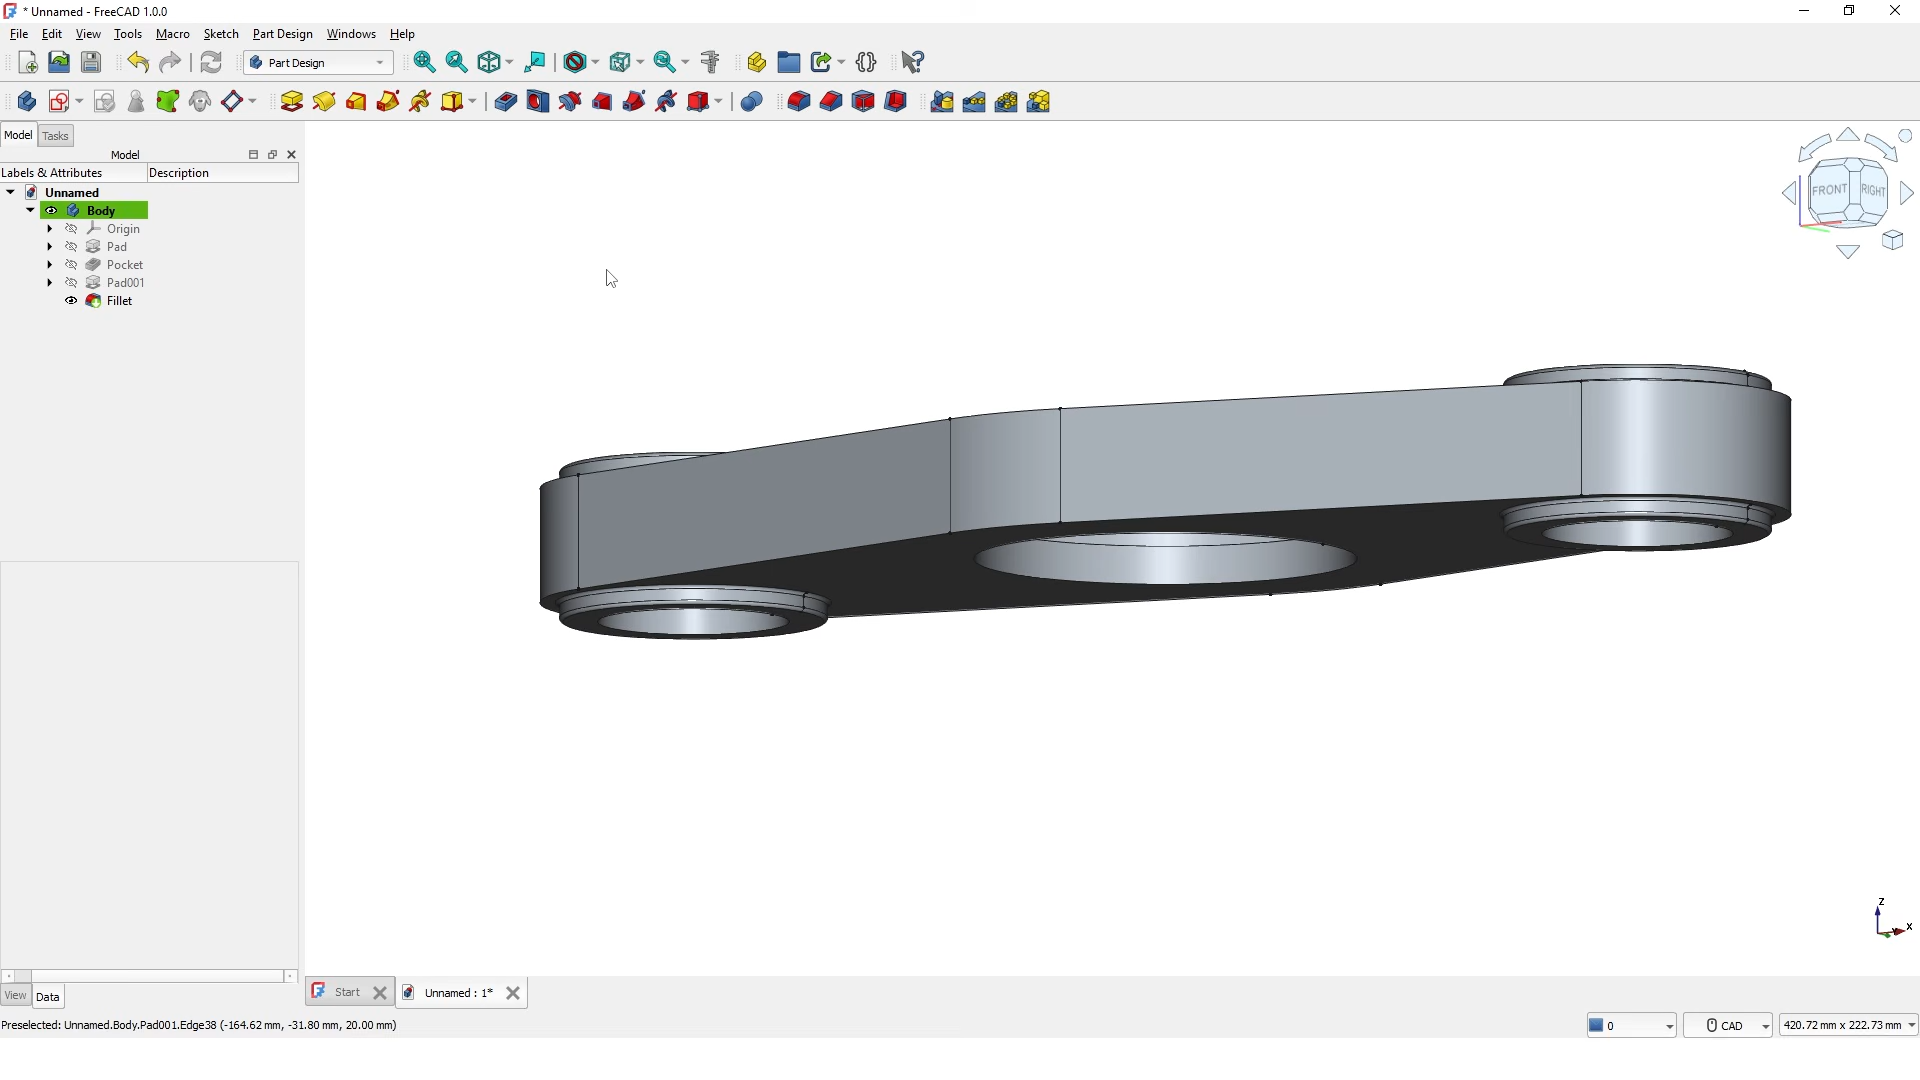 * Unnamed - FreeCAD 1.0.0
File Edit View Tools Macro Sketch Part Design Windows Help
Part Design
Model Tasks
Model
Labels & Attributes Description
Unnamed
Body
Origin
Pad
Pocket
Pad001
Fillet
FRONT RIGHT
Z
X
View Data
Start Unnamed : 1*
Preselected: Unnamed.Body.Pad001.Edge38 (-164.62 mm, -31.80 mm, 20.00 mm)
0 CAD 420.72 mm x 222.73 mm